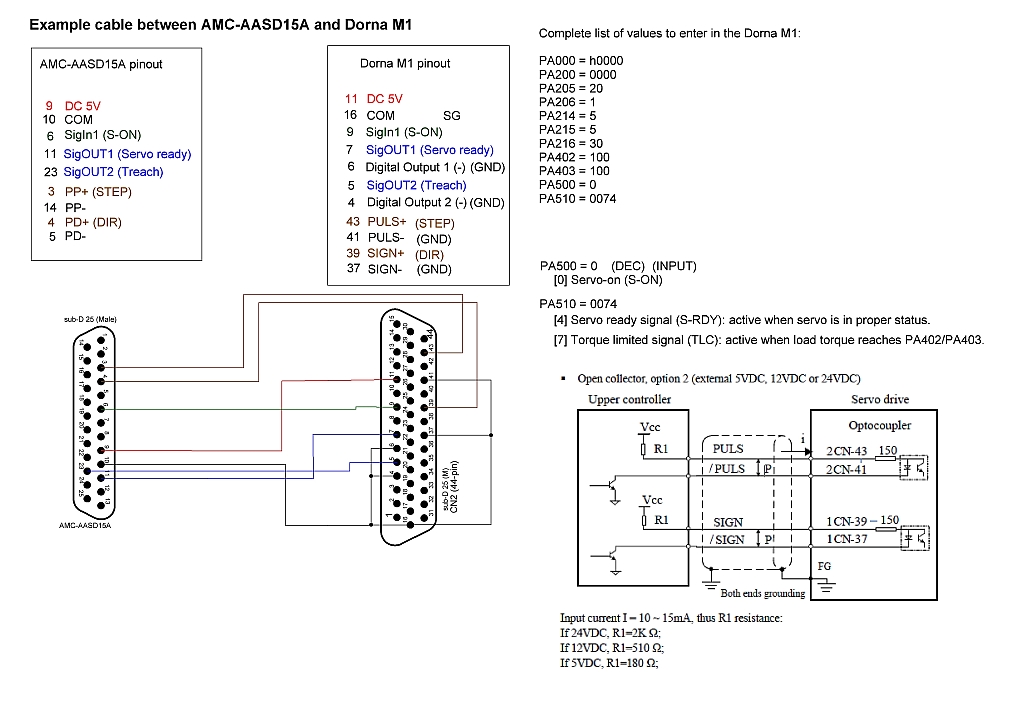 Example cable between AMC-AASD15A and Dorna M1
AMC-AASD15A pinout
9 DC 5V
10 COM
6 SigIn1 (S-ON)
11 SigOUT1 (Servo ready)
23 SigOUT2 (Treach)
3 PP+ (STEP)
14 PP-
4 PD+ (DIR)
5 PD-
Dorna M1 pinout
11 DC 5V
16 COM SG
9 SigIn1 (S-ON)
7 SigOUT1 (Servo ready)
6 Digital Output 1 (-) (GND)
5 SigOUT2 (Treach)
4 Digital Output 2 (-) (GND)
43 PULS+ (STEP)
41 PULS- (GND)
39 SIGN+ (DIR)
37 SIGN- (GND)
sub-D 25 (Male)
AMC-AASD15A
sub-D 25 (M)
CN2 (44-pin)
Complete list of values to enter in the Dorna M1:
PA000 = h0000
PA200 = 0000
PA205 = 20
PA206 = 1
PA214 = 5
PA215 = 5
PA216 = 30
PA402 = 100
PA403 = 100
PA500 = 0
PA510 = 0074
PA500 = 0 (DEC) (INPUT)
[0] Servo-on (S-ON)
PA510 = 0074
[4] Servo ready signal (S-RDY): active when servo is in proper status.
[7] Torque limited signal (TLC): active when load torque reaches PA402/PA403.
▪ Open collector, option 2 (external 5VDC, 12VDC or 24VDC)
Upper controller Servo drive
Optocoupler
Vcc
R1
PULS
i
2CN-43 150
/PULS P
2CN-41
Vcc
R1
SIGN
1CN-39 150
/SIGN P
1CN-37
FG
Both ends grounding
Input current I = 10 ~ 15mA, thus R1 resistance:
If 24VDC, R1=2K Ω;
If 12VDC, R1=510 Ω;
If 5VDC, R1=180 Ω;